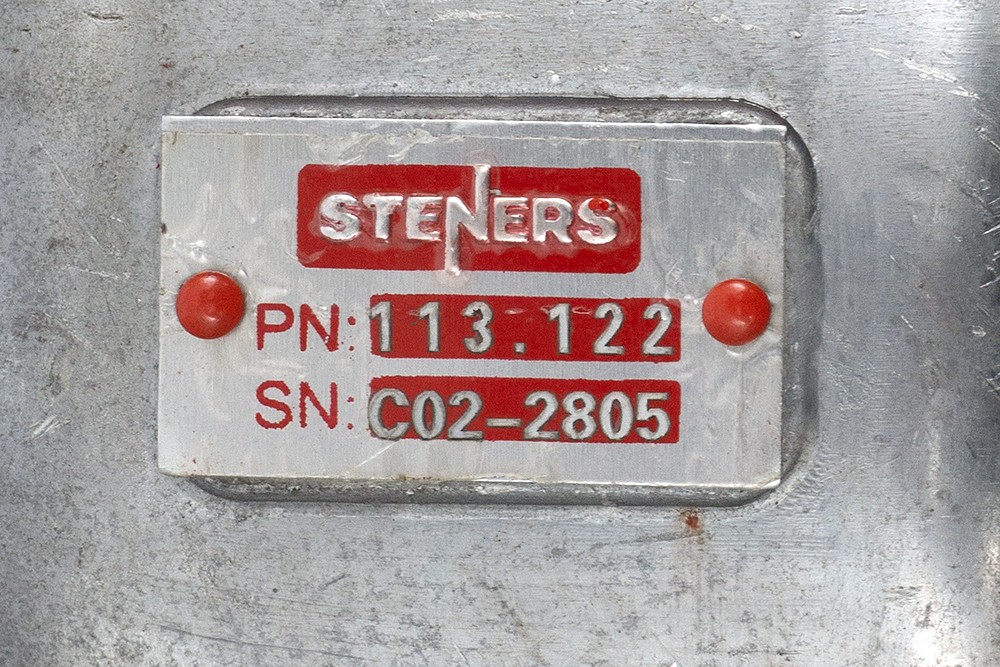 STENERS
PN: 113.122
SN: C02-2805